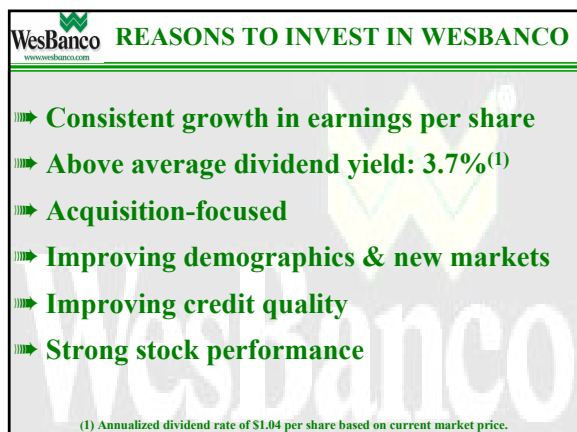 WesBanco
www.wesbanco.com
REASONS TO INVEST IN WESBANCO
➠ Consistent growth in earnings per share
➠ Above average dividend yield: 3.7%(1)
➠ Acquisition-focused
➠ Improving demographics & new markets
➠ Improving credit quality
➠ Strong stock performance
WesBanco
®
(1) Annualized dividend rate of $1.04 per share based on current market price.